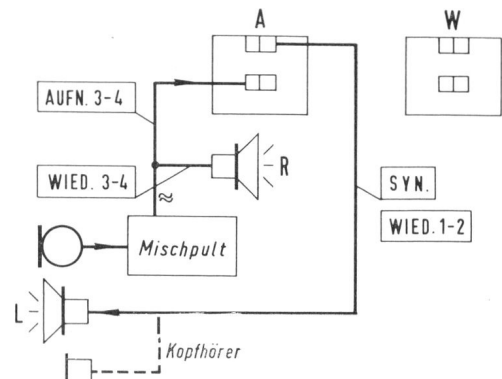 A
W
AUFN. 3-4
WIED. 3-4
R
≈
SYN.
WIED. 1-2
Mischpult
L
Kopfhörer